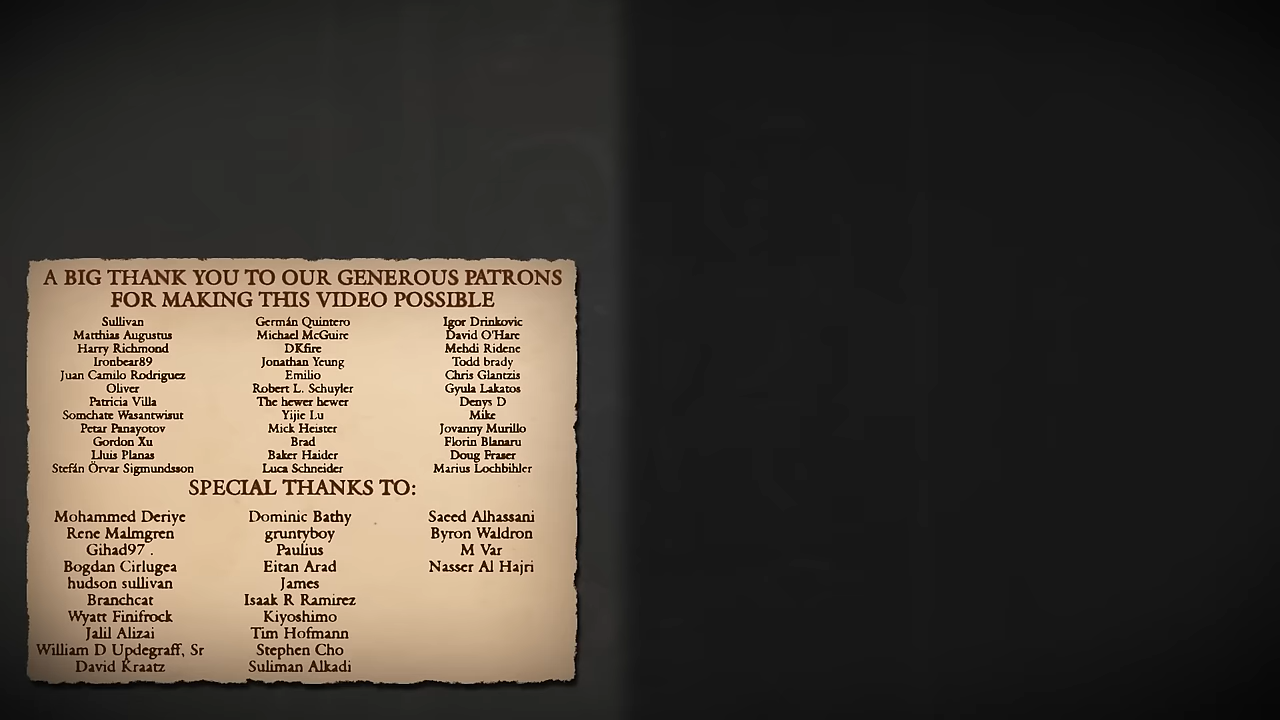 A BIG THANK YOU TO OUR GENEROUS PATRONS
FOR MAKING THIS VIDEO POSSIBLE
Sullivan
Matthias Augustus
Harry Richmond
Ironbear89
Juan Camilo Rodriguez
Oliver
Patricia Villa
Somchate Wasantwisut
Petar Panayotov
Gordon Xu
Lluis Planas
Stefán Örvar Sigmundsson
Germán Quintero
Michael McGuire
DKfire
Jonathan Yeung
Emilio
Robert L. Schuyler
The hewer hewer
Yijie Lu
Mick Heister
Brad
Baker Haider
Luca Schneider
Igor Drinkovic
David O'Hare
Mehdi Ridene
Todd brady
Chris Glantzis
Gyula Lakatos
Denys D
Mike
Jovanny Murillo
Florin Blanaru
Doug Fraser
Marius Lochbihler
SPECIAL THANKS TO:
Mohammed Deriye
Rene Malmgren
Gihad97 .
Bogdan Cirlugea
hudson sullivan
Branchcat
Wyatt Finifrock
Jalil Alizai
William D Updegraff, Sr
David Kraatz
Dominic Bathy
gruntyboy
Paulius
Eitan Arad
James
Isaak R Ramirez
Kiyoshimo
Tim Hofmann
Stephen Cho
Suliman Alkadi
Saeed Alhassani
Byron Waldron
M Var
Nasser Al Hajri